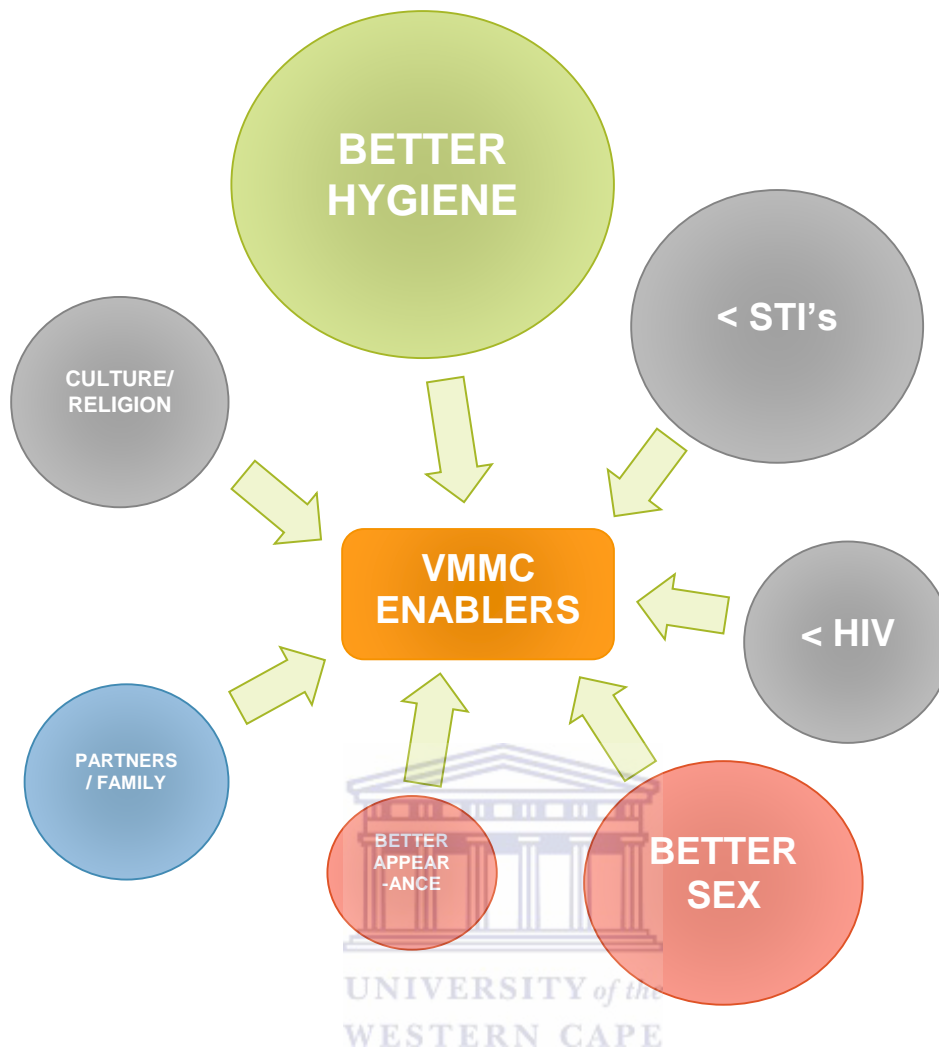 BETTER
HYGIENE
< STI's
CULTURE/
RELIGION
VMMC
ENABLERS
< HIV
PARTNERS
/ FAMILY
BETTER
APPEAR
-ANCE
BETTER
SEX
UNIVERSITY of the
WESTERN CAPE